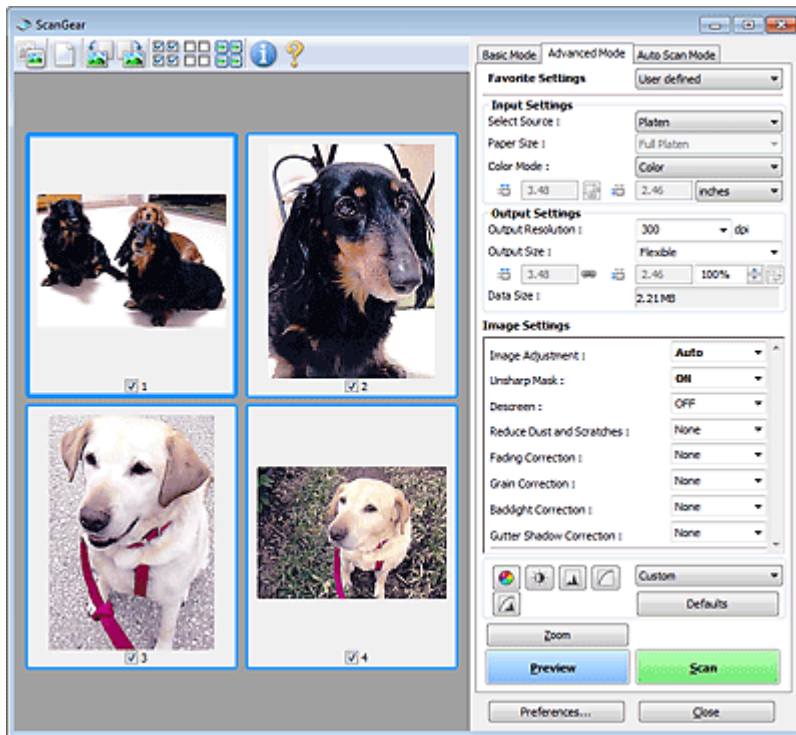 ScanGear
Basic Mode Advanced Mode Auto Scan Mode
Favorite Settings User defined
Input Settings
Select Source : Platen
Paper Size : Full Platen
Color Mode : Color
3.48 2.46 inches
Output Settings
Output Resolution : 300 dpi
Output Size : Flexible
3.48 2.46 100%
Data Size : 2.21MB
Image Settings
Image Adjustment : Auto
Unsharp Mask : ON
Descreen : OFF
Reduce Dust and Scratches : None
Fading Correction : None
Grain Correction : None
Backlight Correction : None
Gutter Shadow Correction : None
Custom
Defaults
Zoom
Preview Scan
Preferences... Close
1
2
3
4